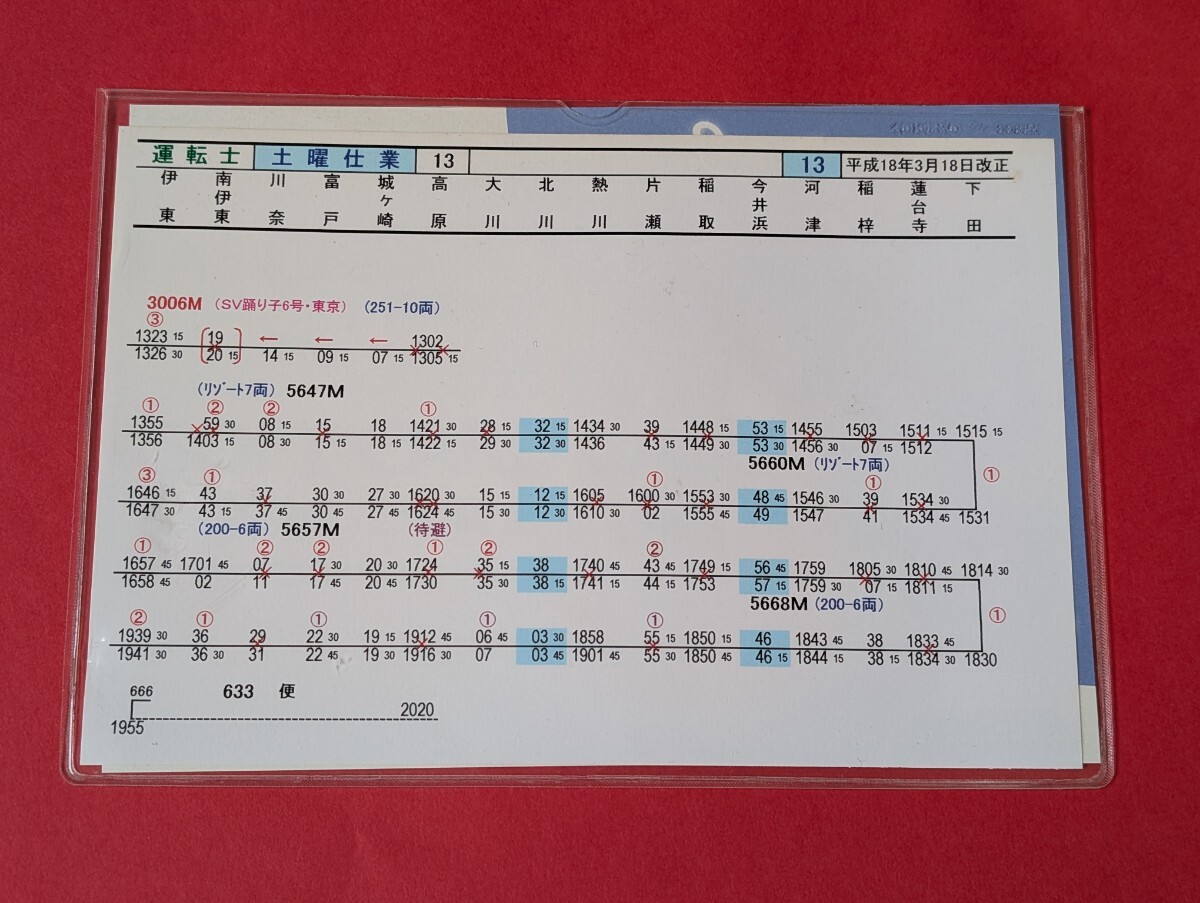 運転士 土曜仕業 13 13 平成18年3月18日改正
伊東 南伊東 川奈 富戸 城ヶ崎 高原 大川 北川 熱川 片瀬 稲取 今井浜 河津 稲梓 蓮台寺 下田
3006M (SV踊り子6号・東京) (251-10両)
③
1323 15 19 ← ← ← 1302
1326 30 20 15 14 15 09 15 07 15 1305 15
(リゾート7両) 5647M
① ② ② ①
1355 59 30 08 15 15 18 1421 30 28 15 32 15 1434 30 39 1448 15 53 15 1455 1503 1511 15 1515 15
1356 1403 15 08 30 15 15 18 15 1422 15 29 30 32 30 1436 43 15 1449 30 53 30 1456 30 07 15 1512
5660M (リゾート7両)
③ ① ① ① ①
1646 15 43 37 30 30 27 30 1620 30 15 15 12 15 1605 1600 30 1553 30 48 45 1546 30 39 1534 30
1647 30 43 15 37 45 30 45 27 45 1624 45 15 30 12 30 1610 30 02 1555 45 49 1547 41 1534 45 1531
(200-6両) 5657M (待避)
① ② ② ① ② ②
1657 45 1701 45 07 17 30 20 30 1724 35 15 38 1740 45 43 45 1749 15 56 45 1759 1805 30 1810 45 1814 30
1658 45 02 11 17 45 20 45 1730 35 30 38 15 1741 15 44 15 1753 57 15 1759 30 07 15 1811 15
5668M (200-6両)
② ① ① ① ① ①
1939 30 36 29 22 30 19 15 1912 45 06 45 03 30 1858 55 15 1850 15 46 1843 45 38 1833 45
1941 30 36 30 31 22 45 19 30 1916 30 07 03 45 1901 45 55 30 1850 45 46 15 1844 15 38 15 1834 30 1830
666 633 便
2020
1955